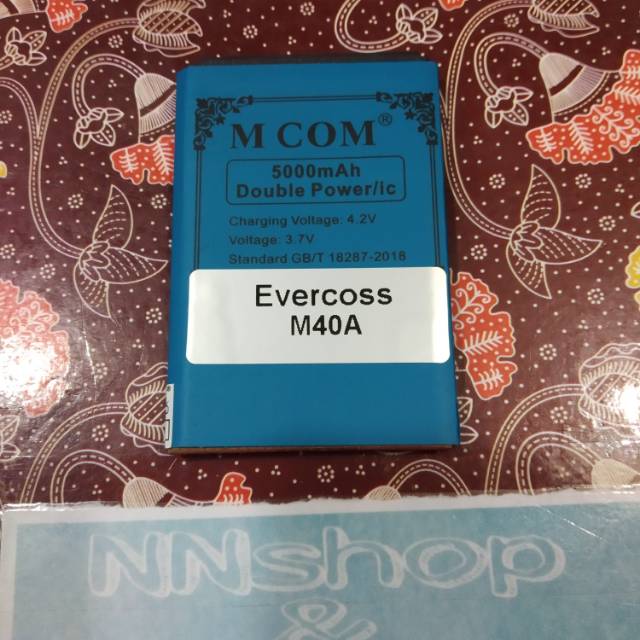 M COM®
5000mAh
Double Power/ic
Charging Voltage: 4.2V
Voltage: 3.7V
Standard GB/T 18287-2018
Evercoss
M40A
NNshop
&